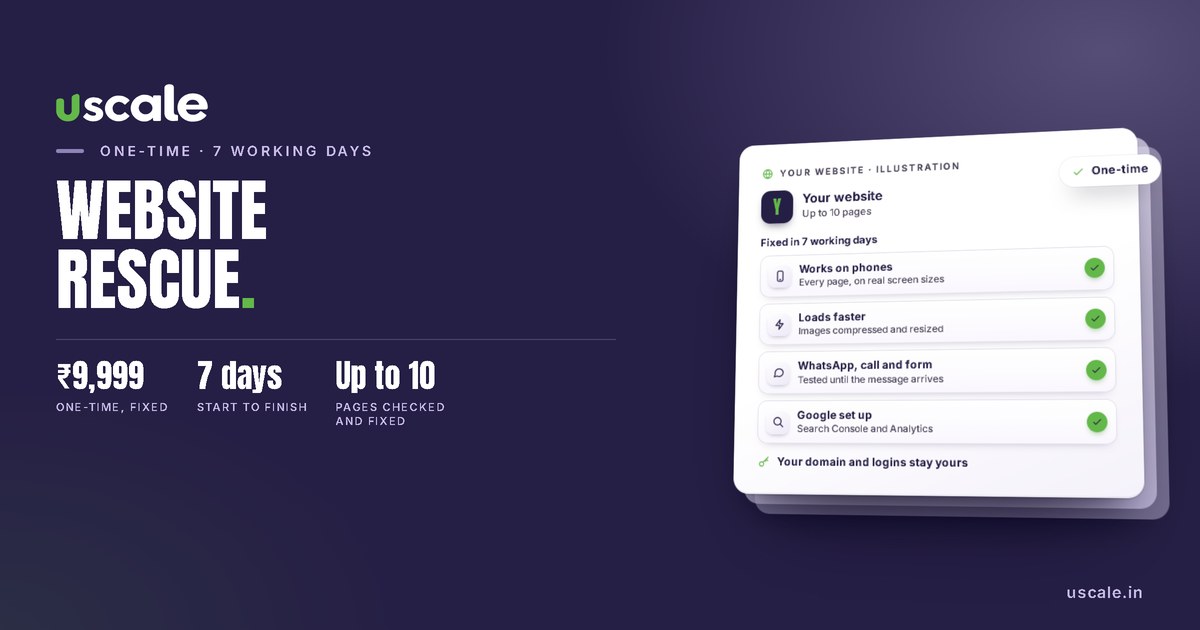 uscale
ONE-TIME · 7 WORKING DAYS
WEBSITE
RESCUE.
₹9,999
ONE-TIME, FIXED
7 days
START TO FINISH
Up to 10
PAGES CHECKED
AND FIXED
YOUR WEBSITE · ILLUSTRATION
One-time
Y
Your website
Up to 10 pages
Fixed in 7 working days
Works on phones
Every page, on real screen sizes
Loads faster
Images compressed and resized
WhatsApp, call and form
Tested until the message arrives
Google set up
Search Console and Analytics
Your domain and logins stay yours
uscale.in